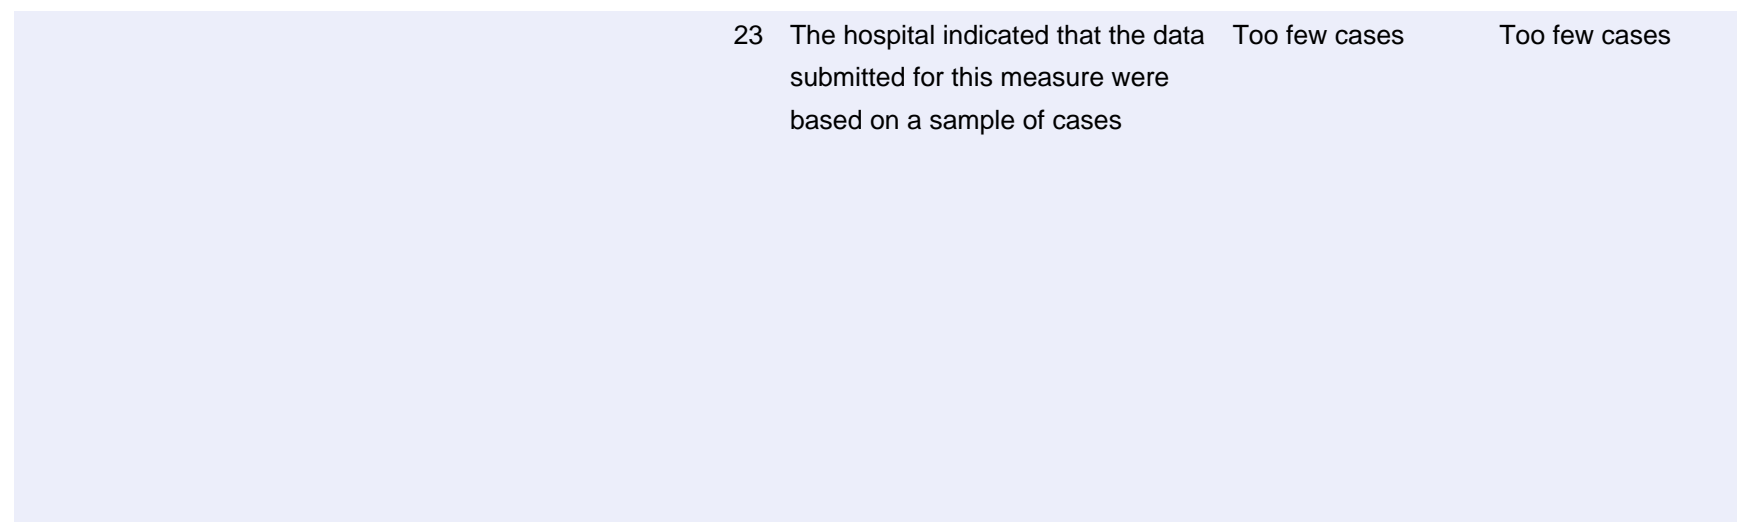 23 The hospital indicated that the data Too few cases Too few cases
submitted for this measure were
based on a sample of cases